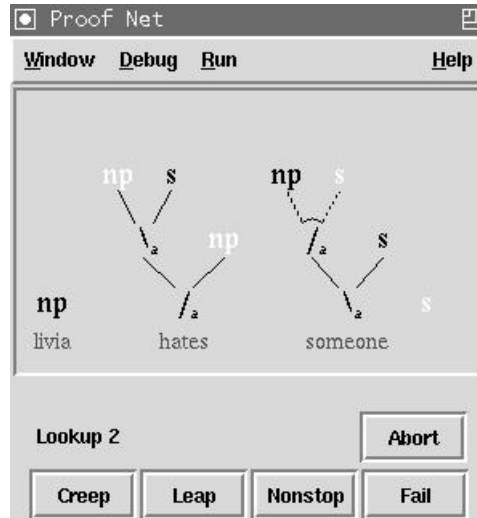 Proof Net
Window Debug Run Help
np s np s
\a np /a s
np /a \a s
livia hates someone
Lookup 2 Abort
Creep Leap Nonstop Fail